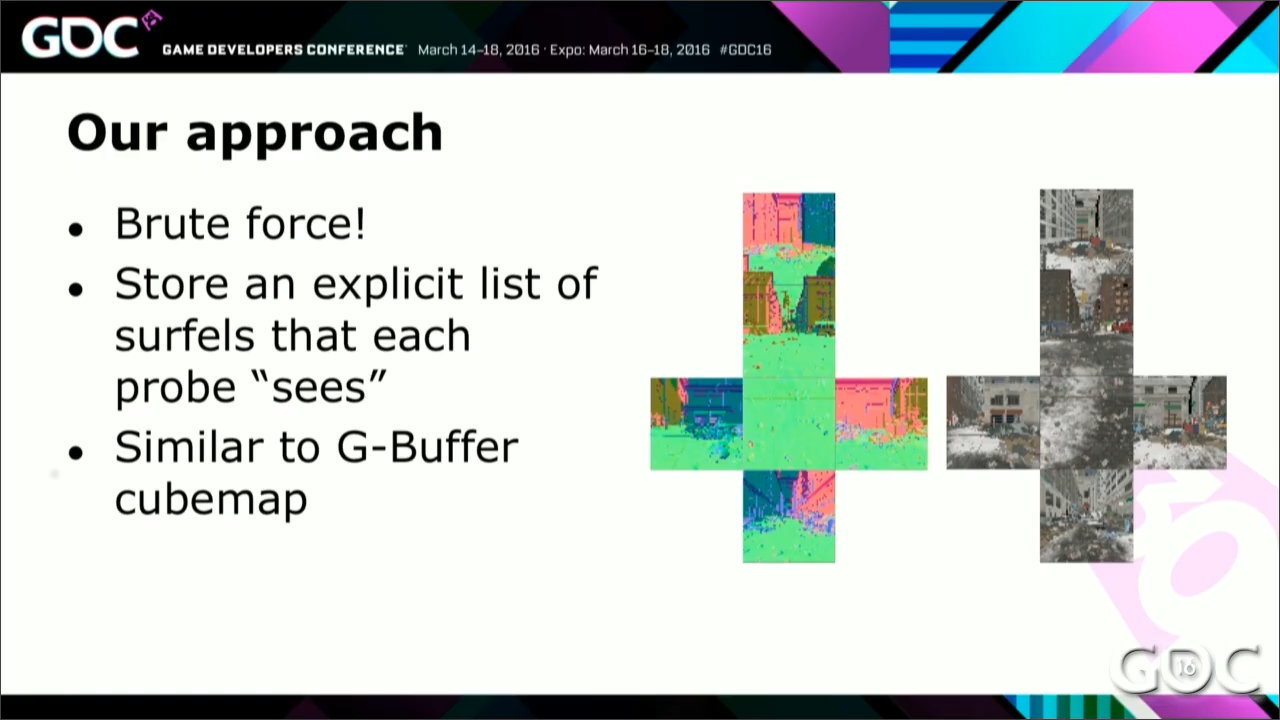 GDC GAME DEVELOPERS CONFERENCE March 14–18, 2016 · Expo: March 16–18, 2016 #GDC16
Our approach
• Brute force!
• Store an explicit list of
surfels that each
probe “sees”
• Similar to G-Buffer
cubemap
GDC 16